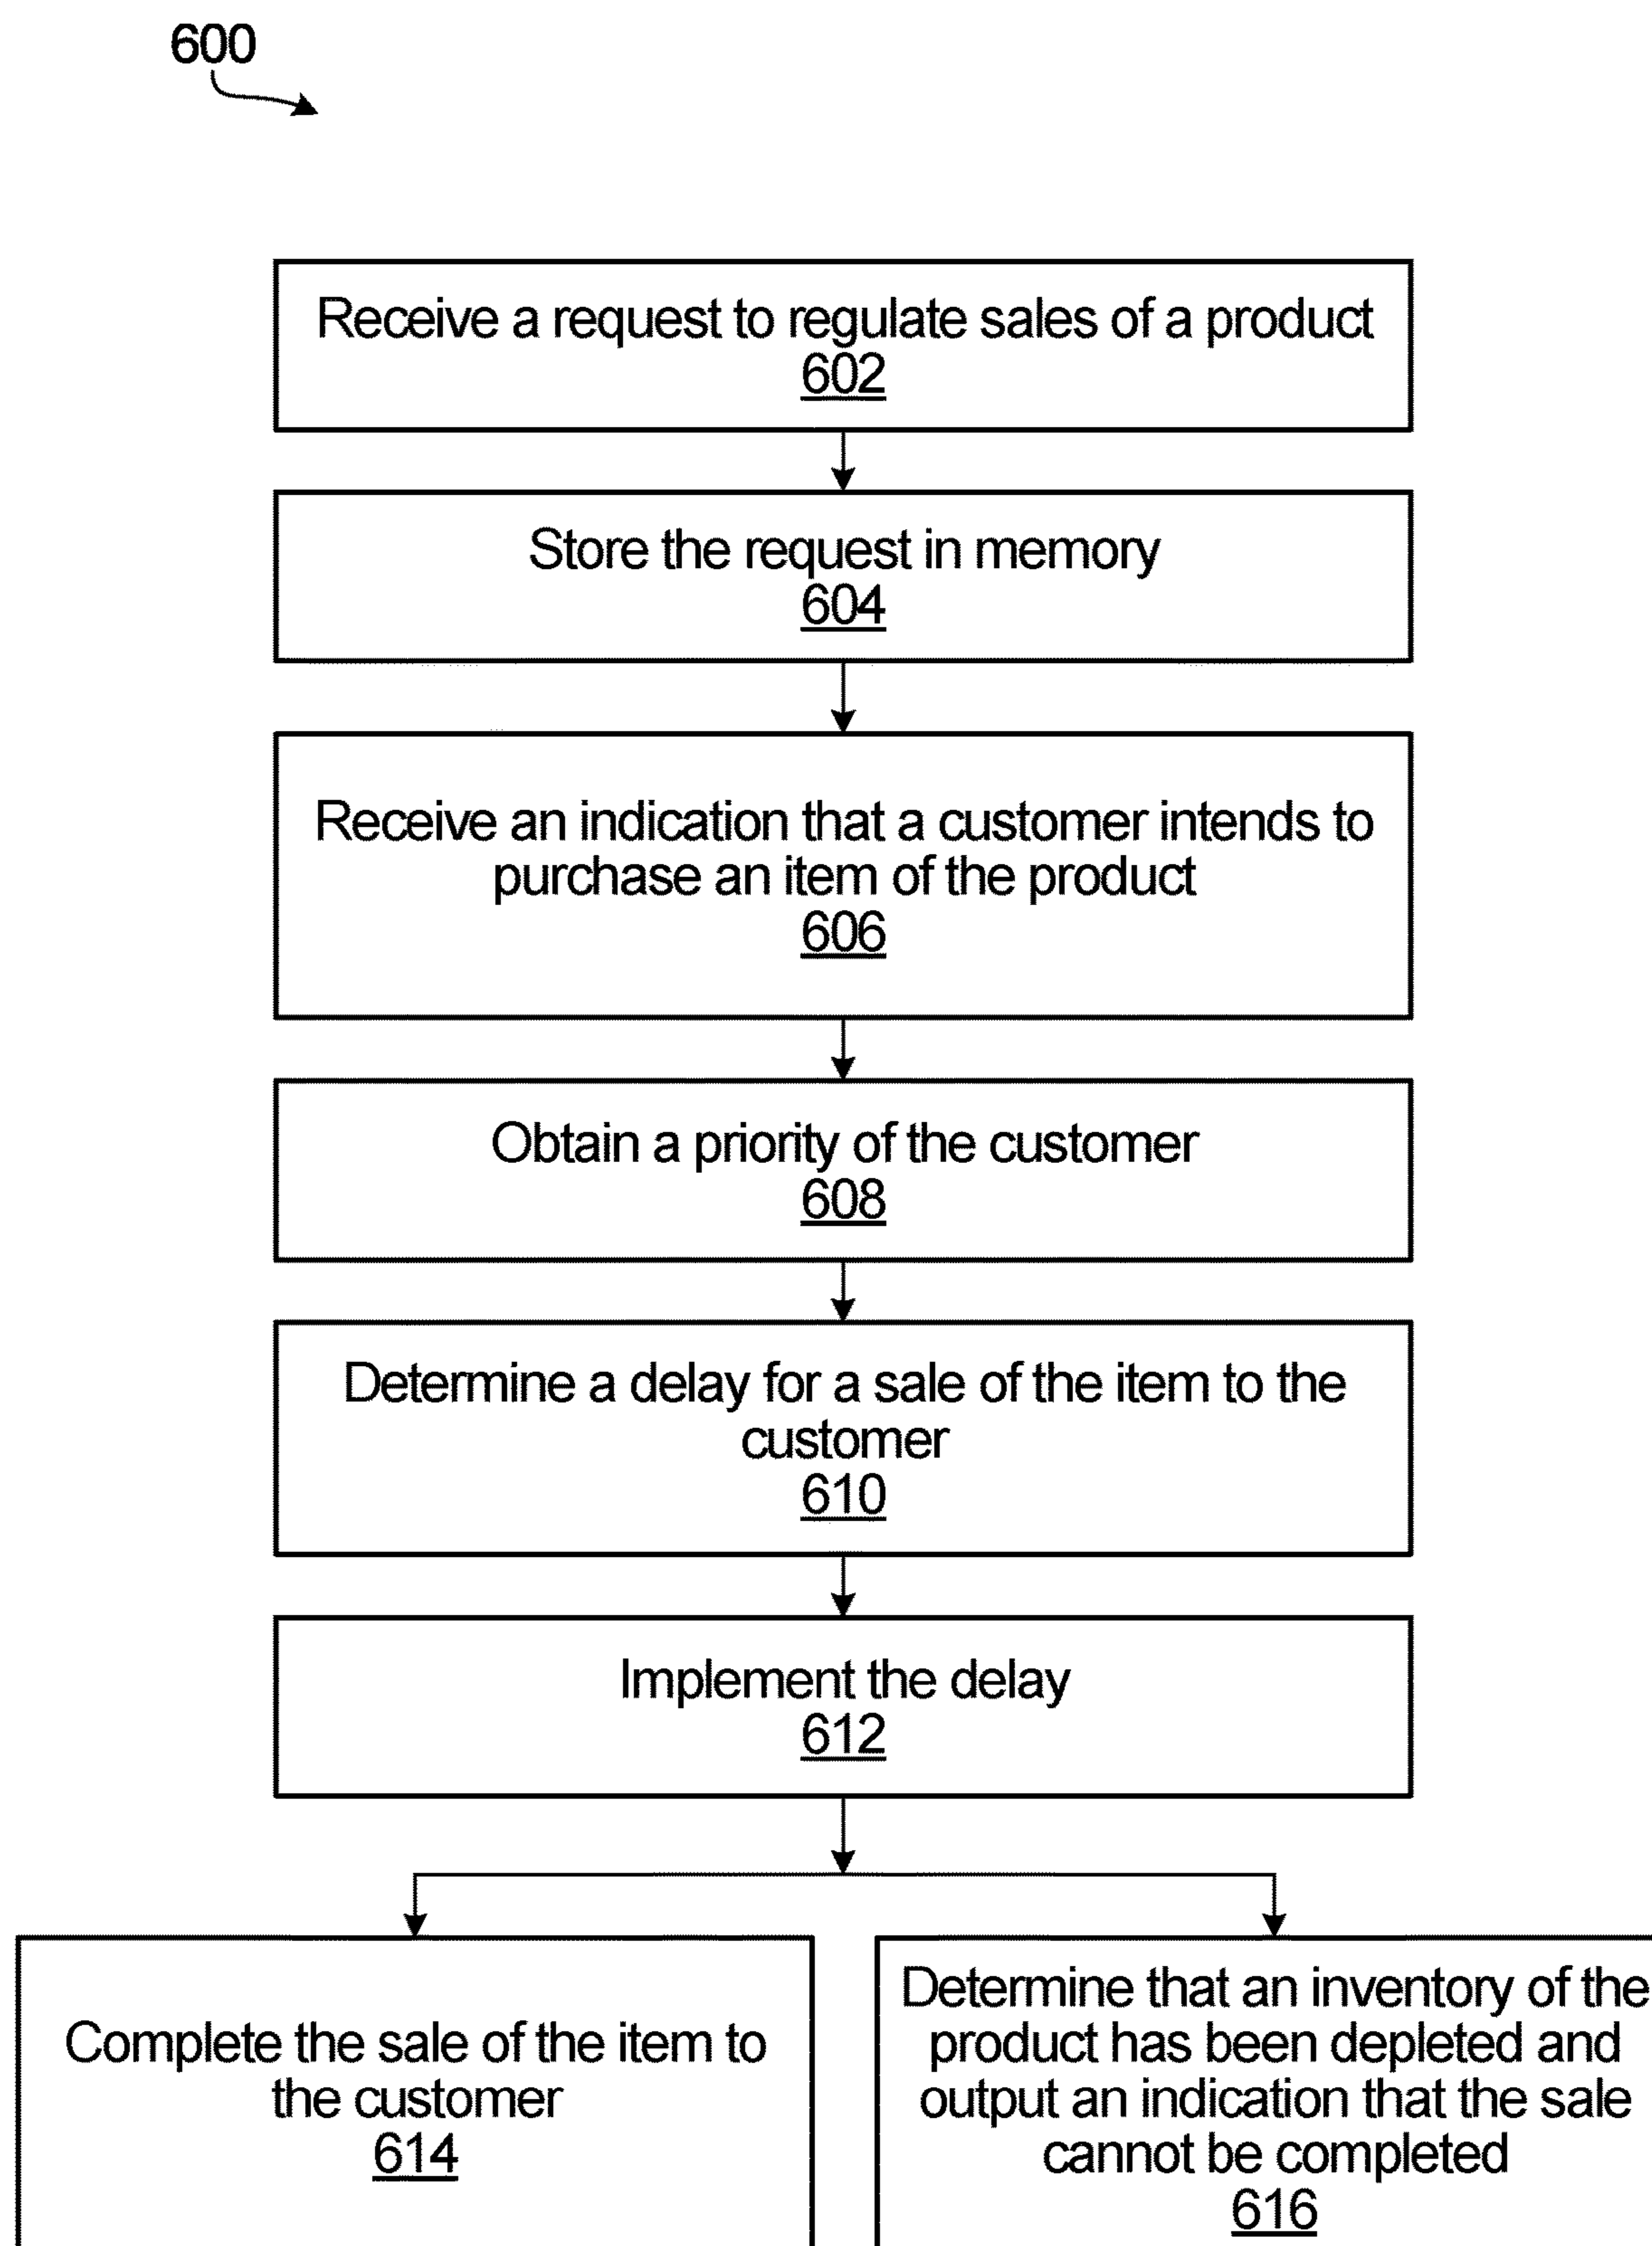 600
Receive a request to regulate sales of a product
602
Store the request in memory
604
Receive an indication that a customer intends to
purchase an item of the product
606
Obtain a priority of the customer
608
Determine a delay for a sale of the item to the
customer
610
Implement the delay
612
Complete the sale of the item to
the customer
614
Determine that an inventory of the
product has been depleted and
output an indication that the sale
cannot be completed
616